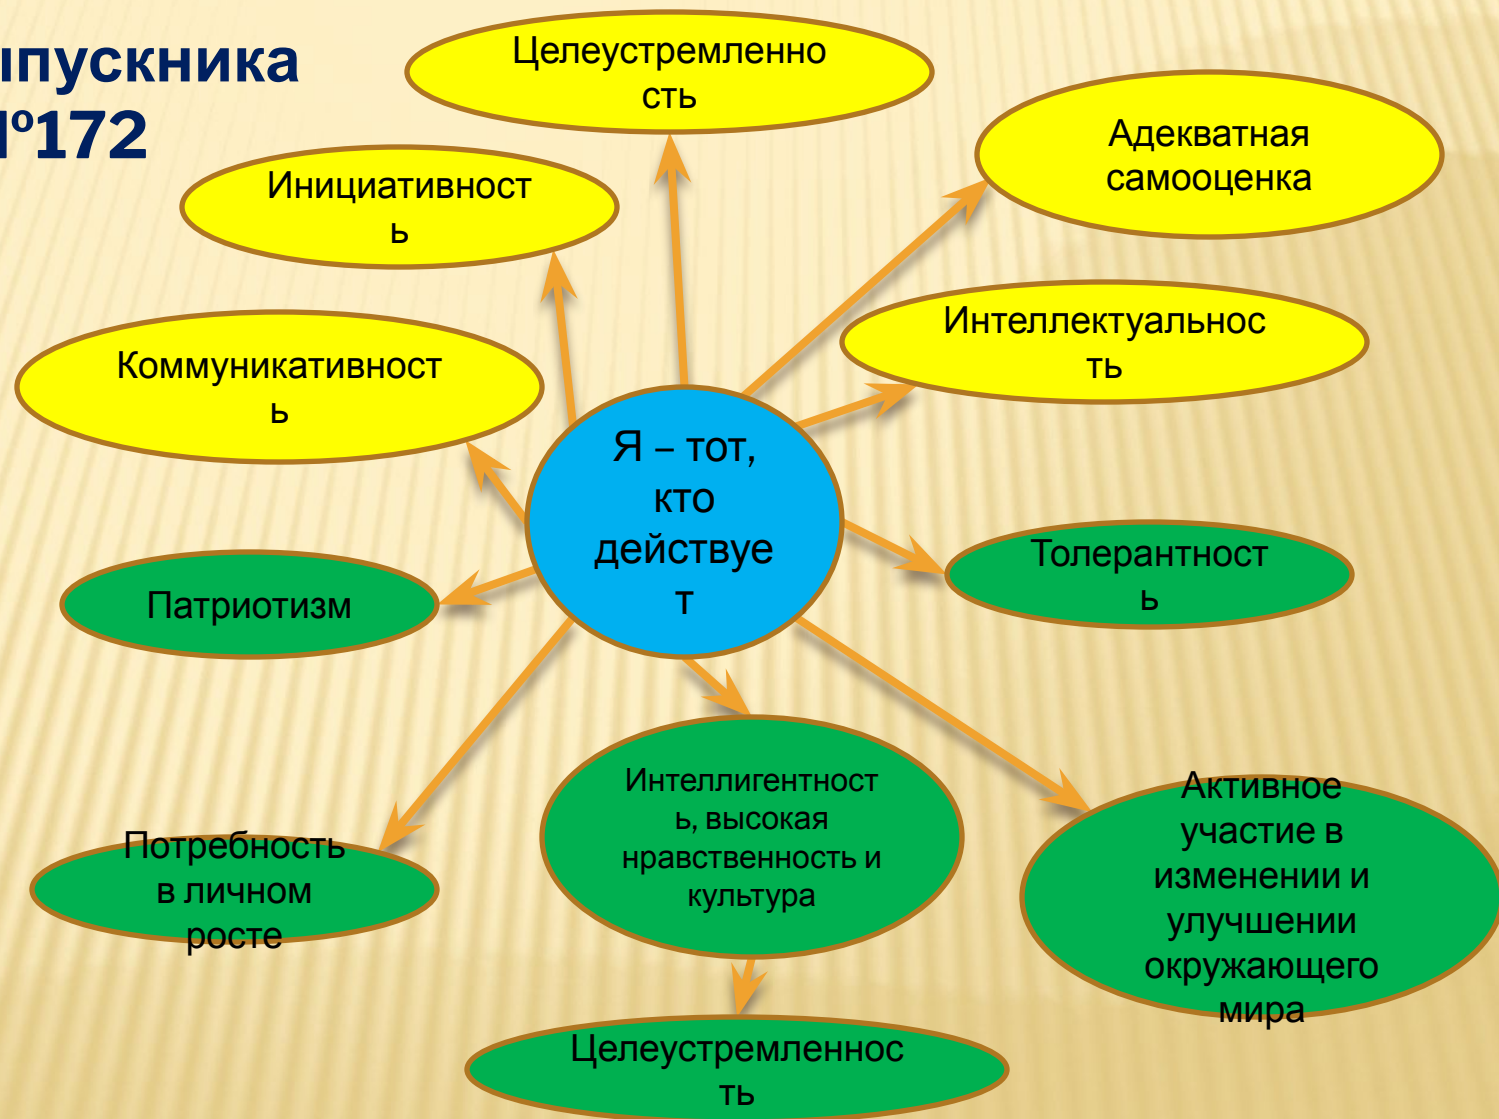 ыпускника
№172
Целеустремленно
сть
Адекватная
самооценка
Инициативност
ь
Интеллектуальнос
ть
Коммуникативност
ь
Я – тот,
кто
действуе
т
Толерантност
ь
Патриотизм
Интеллигентност
ь, высокая
нравственность и
культура
Активное
участие в
изменении и
улучшении
окружающего
мира
Потребность
в личном
росте
Целеустремленнос
ть